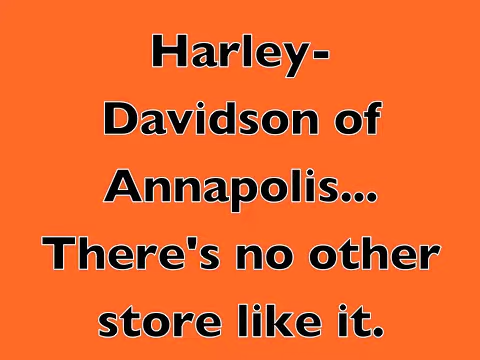 Harley-
Davidson of
Annapolis...
There's no other
store like it.